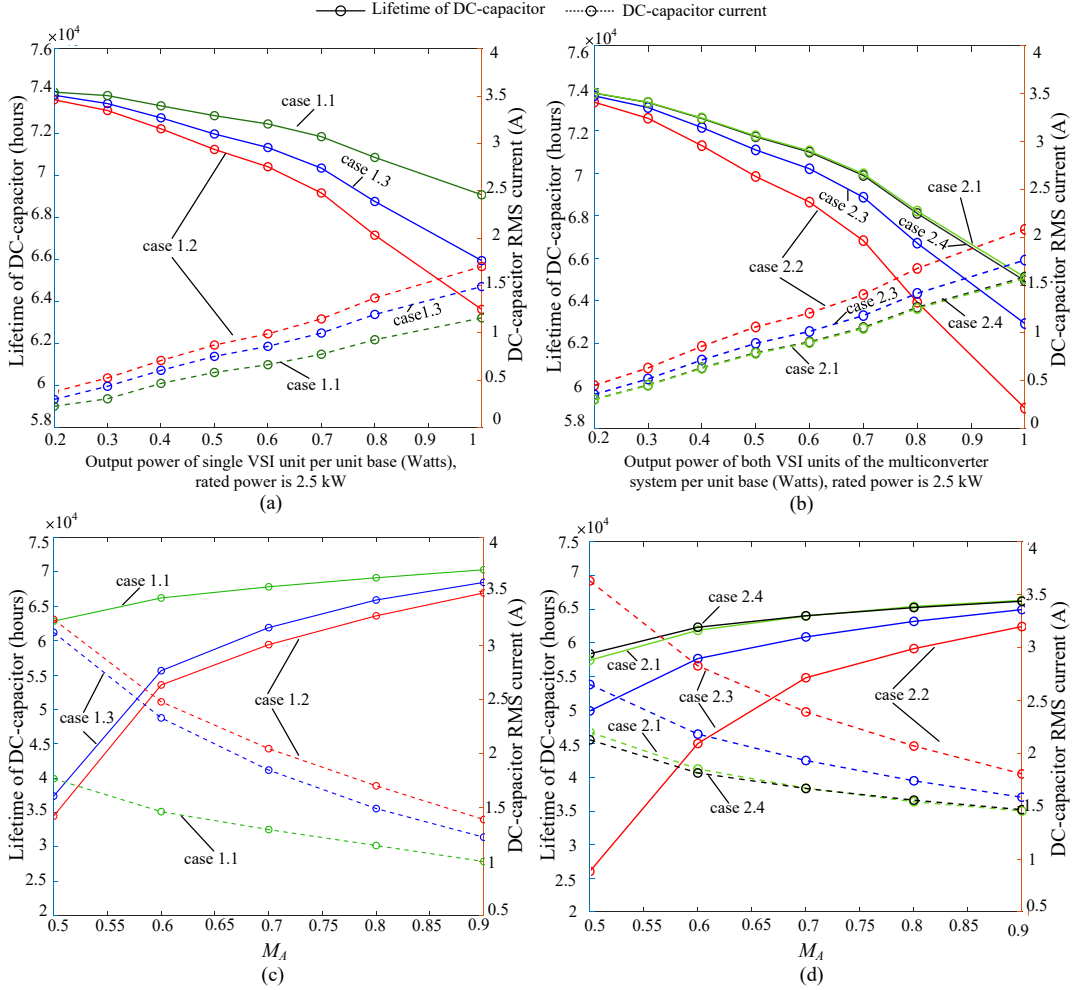 Lifetime of DC-capacitor
DC-capacitor current
×10⁴
7.6
7.4
7.2
7
6.8
6.6
6.4
6.2
6
5.8
Lifetime of DC-capacitor (hours)
case 1.1
case 1.3
case 1.2
case1.3
case 1.1
4
3.5
3
2.5
2
1.5
1
0.5
0
DC-capacitor RMS current (A)
0.2 0.3 0.4 0.5 0.6 0.7 0.8 0.9 1
Output power of single VSI unit per unit base (Watts),
rated power is 2.5 kW
(a)
×10⁴
7.6
7.4
7.2
7
6.8
6.6
6.4
6.2
6
5.8
Lifetime of DC-capacitor (hours)
case 2.1
case 2.3
case 2.4
case 2.2
case 2.3
case 2.4
case 2.1
4
3.5
3
2.5
2
1.5
1
0.5
0
DC-capacitor RMS current (A)
0.2 0.3 0.4 0.5 0.6 0.7 0.8 0.9 1
Output power of both VSI units of the multiconverter
system per unit base (Watts), rated power is 2.5 kW
(b)
×10⁴
7.5
7
6.5
6
5.5
5
4.5
4
3.5
3
2.5
2
Lifetime of DC-capacitor (hours)
case 1.1
case 1.2
case 1.3
case 1.1
4
3.5
3
2.5
2
1.5
1
0.5
DC-capacitor RMS current (A)
0.5 0.55 0.6 0.65 0.7 0.75 0.8 0.85 0.9
M_A
(c)
×10⁴
7.5
7
6.5
6
5.5
5
4.5
4
3.5
3
2.5
2
Lifetime of DC-capacitor (hours)
case 2.4
case 2.1
case 2.3
case 2.2
case 2.1
case 2.4
4
3.5
3
2.5
2
1.5
1
0.5
DC-capacitor RMS current (A)
0.5 0.55 0.6 0.65 0.7 0.75 0.8 0.85 0.9
M_A
(d)